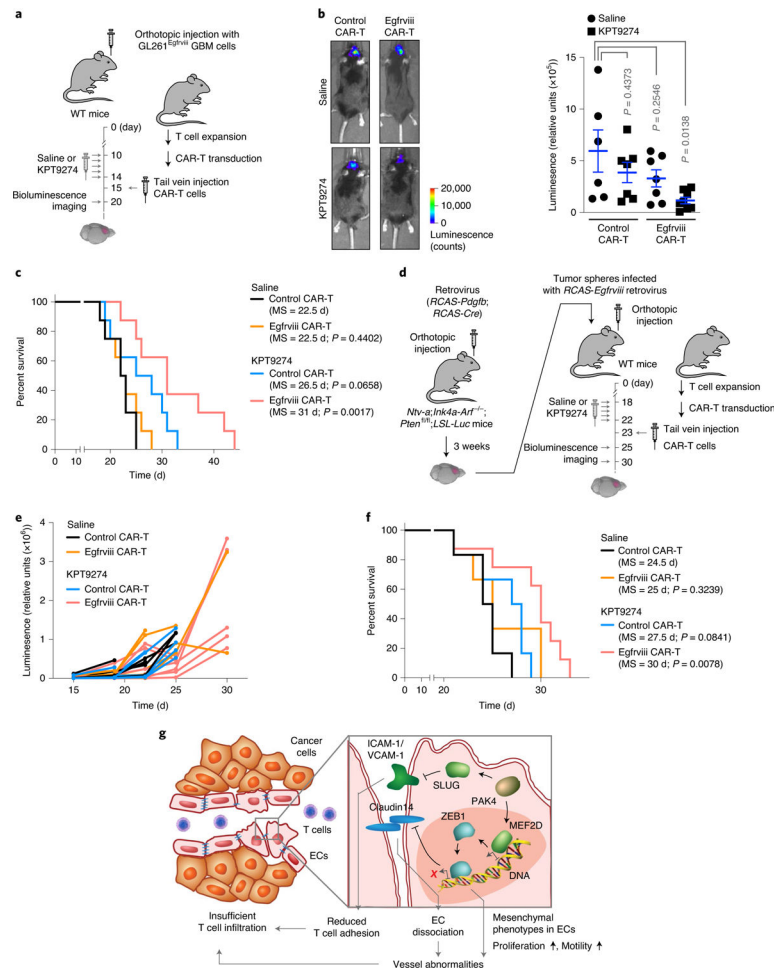 a
Orthotopic injection with
GL261Egfrviii GBM cells
WT mice
0 (day)
T cell expansion
CAR-T transduction
Saline or
KPT9274
10
14
15
Tail vein injection
CAR-T cells
Bioluminescence
imaging
20
b
Control
CAR-T
Egfrviii
CAR-T
Saline
KPT9274
20,000
10,000
0
Luminescence
(counts)
Saline
KPT9274
Luminesence (relative units (×10⁵)
15
10
5
0
P = 0.4373
P = 0.2546
P = 0.0138
Control
CAR-T
Egfrviii
CAR-T
c
Percent survival
100
80
60
40
20
0
0 10 20 30 40
Time (d)
Saline
Control CAR-T
(MS = 22.5 d)
Egfrviii CAR-T
(MS = 22.5 d; P = 0.4402)
KPT9274
Control CAR-T
(MS = 26.5 d; P = 0.0658)
Egfrviii CAR-T
(MS = 31 d; P = 0.0017)
d
Retrovirus
(RCAS-Pdgfb;
RCAS-Cre)
Orthotopic
injection
Ntv-a;Ink4a-Arf−/−;
Ptenfl/fl;LSL-Luc mice
3 weeks
Tumor spheres infected
with RCAS-Egfrviii retrovirus
Orthotopic
injection
WT mice
0 (day)
T cell expansion
CAR-T transduction
Saline or
KPT9274
18
22
23
Tail vein injection
CAR-T cells
Bioluminescence
imaging
25
30
e
Luminesence (relative units (×10⁶)
4
3
2
1
0
15 20 25 30
Time (d)
Saline
Control CAR-T
Egfrviii CAR-T
KPT9274
Control CAR-T
Egfrviii CAR-T
f
Percent survival
100
80
60
40
20
0
0 10 20 30
Time (d)
Saline
Control CAR-T
(MS = 24.5 d)
Egfrviii CAR-T
(MS = 25 d; P = 0.3239)
KPT9274
Control CAR-T
(MS = 27.5 d; P = 0.0841)
Egfrviii CAR-T
(MS = 30 d; P = 0.0078)
g
Cancer
cells
T cells
ECs
ICAM-1/
VCAM-1
SLUG
PAK4
Claudin14
ZEB1
MEF2D
X
DNA
Insufficient
T cell infiltration
Reduced
T cell adhesion
EC
dissociation
Mesenchymal
phenotypes in ECs
Proliferation ↑, Motility ↑
Vessel abnormalities